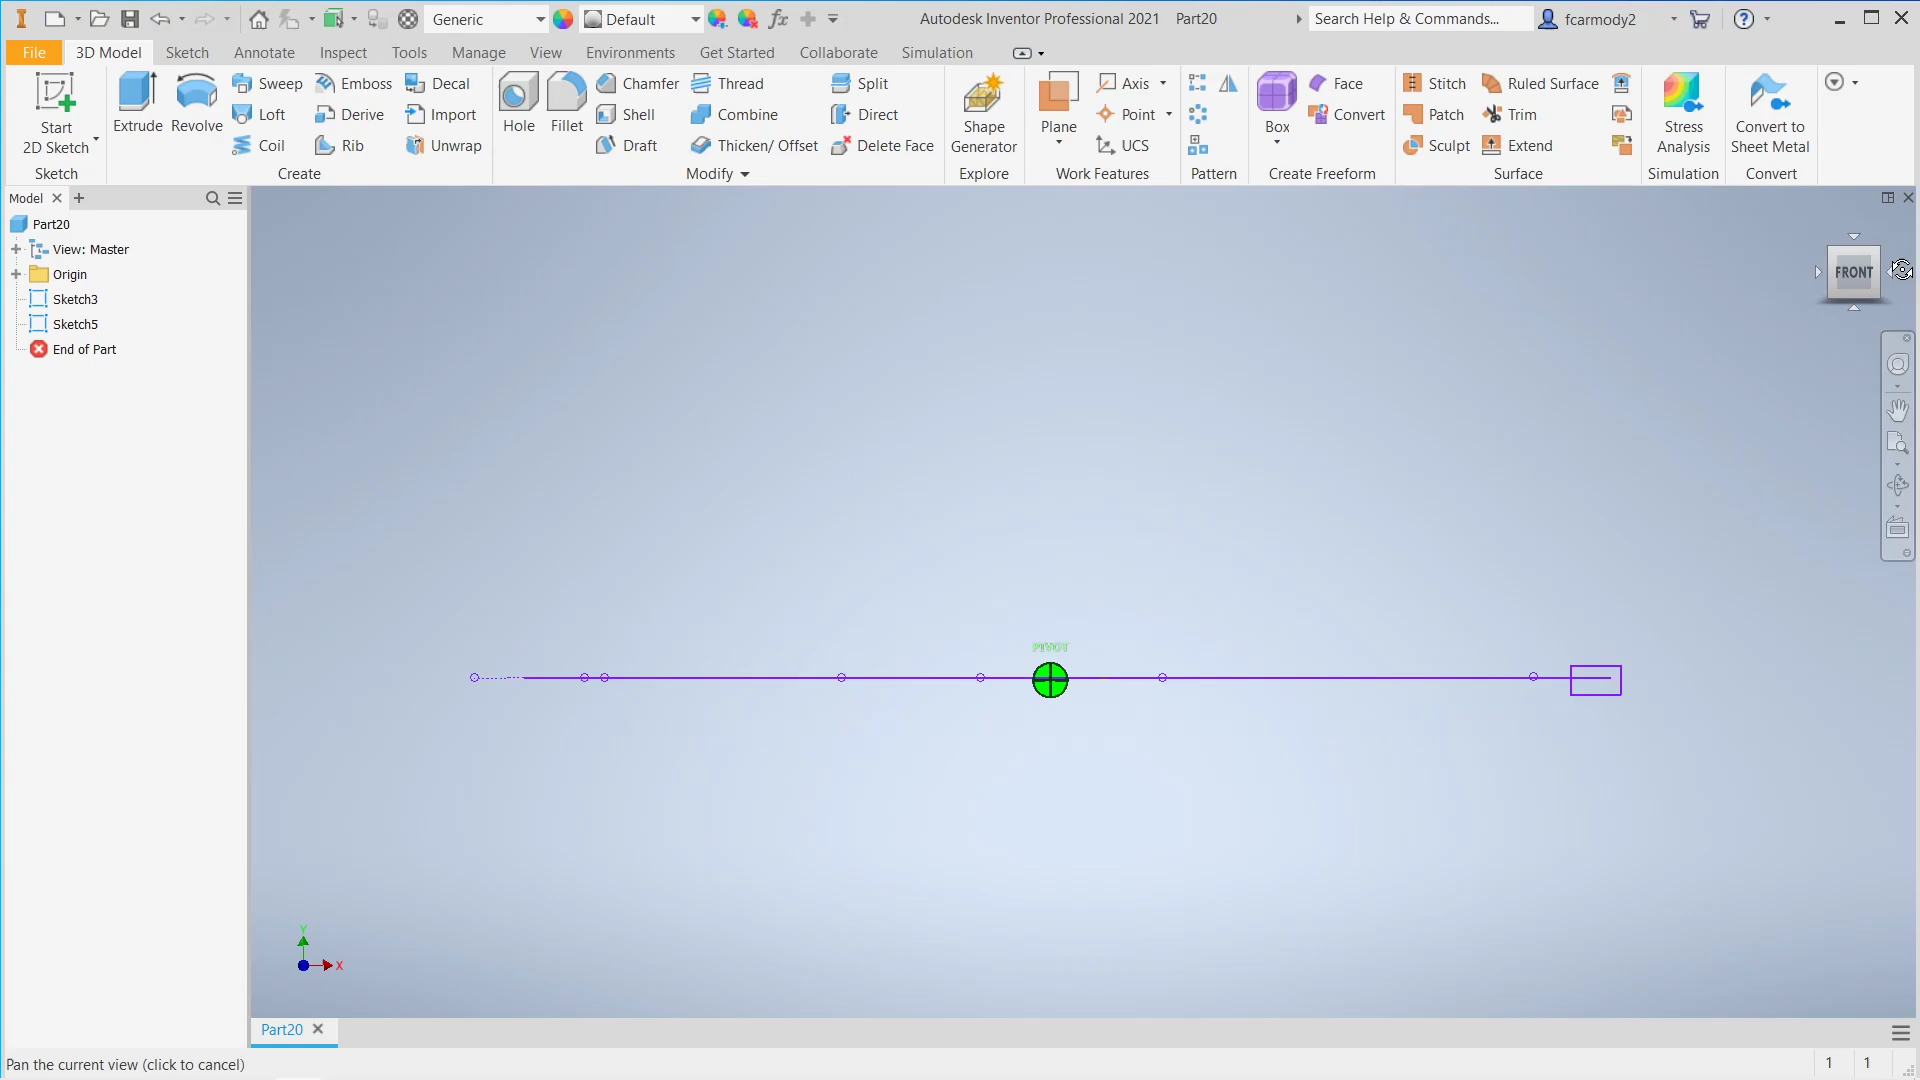 Generic
Default
Autodesk Inventor Professional 2021 Part20
Search Help & Commands...
fcarmody2
File 3D Model Sketch Annotate Inspect Tools Manage View Environments Get Started Collaborate Simulation
Start
2D Sketch
Extrude
Revolve
Sweep
Loft
Coil
Emboss
Derive
Rib
Decal
Import
Unwrap
Hole
Fillet
Chamfer
Shell
Draft
Thread
Combine
Thicken/ Offset
Split
Direct
Delete Face
Shape
Generator
Plane
Axis
Point
UCS
Box
Face
Convert
Stitch
Patch
Sculpt
Ruled Surface
Trim
Extend
Stress
Analysis
Convert to
Sheet Metal
Sketch Create Modify Explore Work Features Pattern Create Freeform Surface Simulation Convert
Model
Part20
View: Master
Origin
Sketch3
Sketch5
End of Part
FRONT
PIVOT
Y
X
Part20
Pan the current view (click to cancel)
1 1